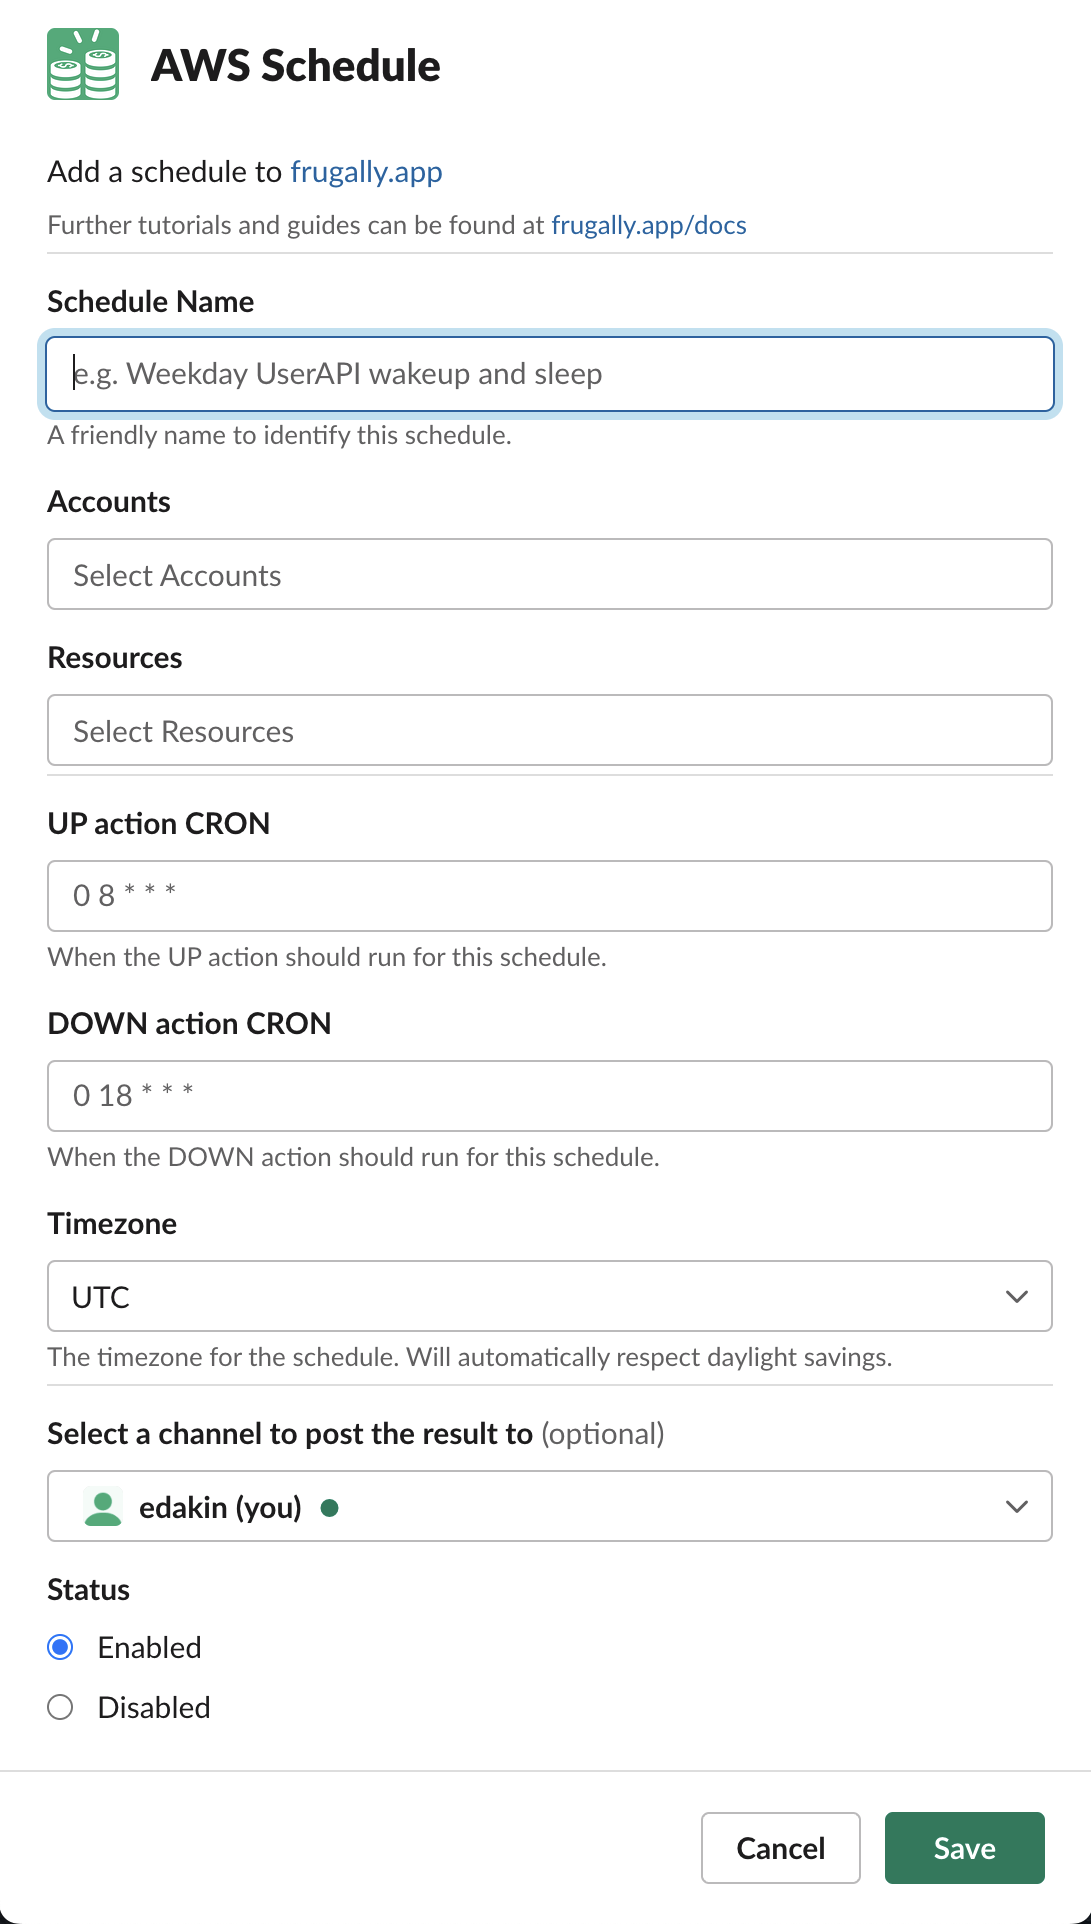 AWS Schedule
Add a schedule to frugally.app
Further tutorials and guides can be found at frugally.app/docs
Schedule Name
e.g. Weekday UserAPI wakeup and sleep
A friendly name to identify this schedule.
Accounts
Select Accounts
Resources
Select Resources
UP action CRON
0 8 * * *
When the UP action should run for this schedule.
DOWN action CRON
0 18 * * *
When the DOWN action should run for this schedule.
Timezone
UTC
The timezone for the schedule. Will automatically respect daylight savings.
Select a channel to post the result to (optional)
edakin (you)
Status
Enabled
Disabled
Cancel Save